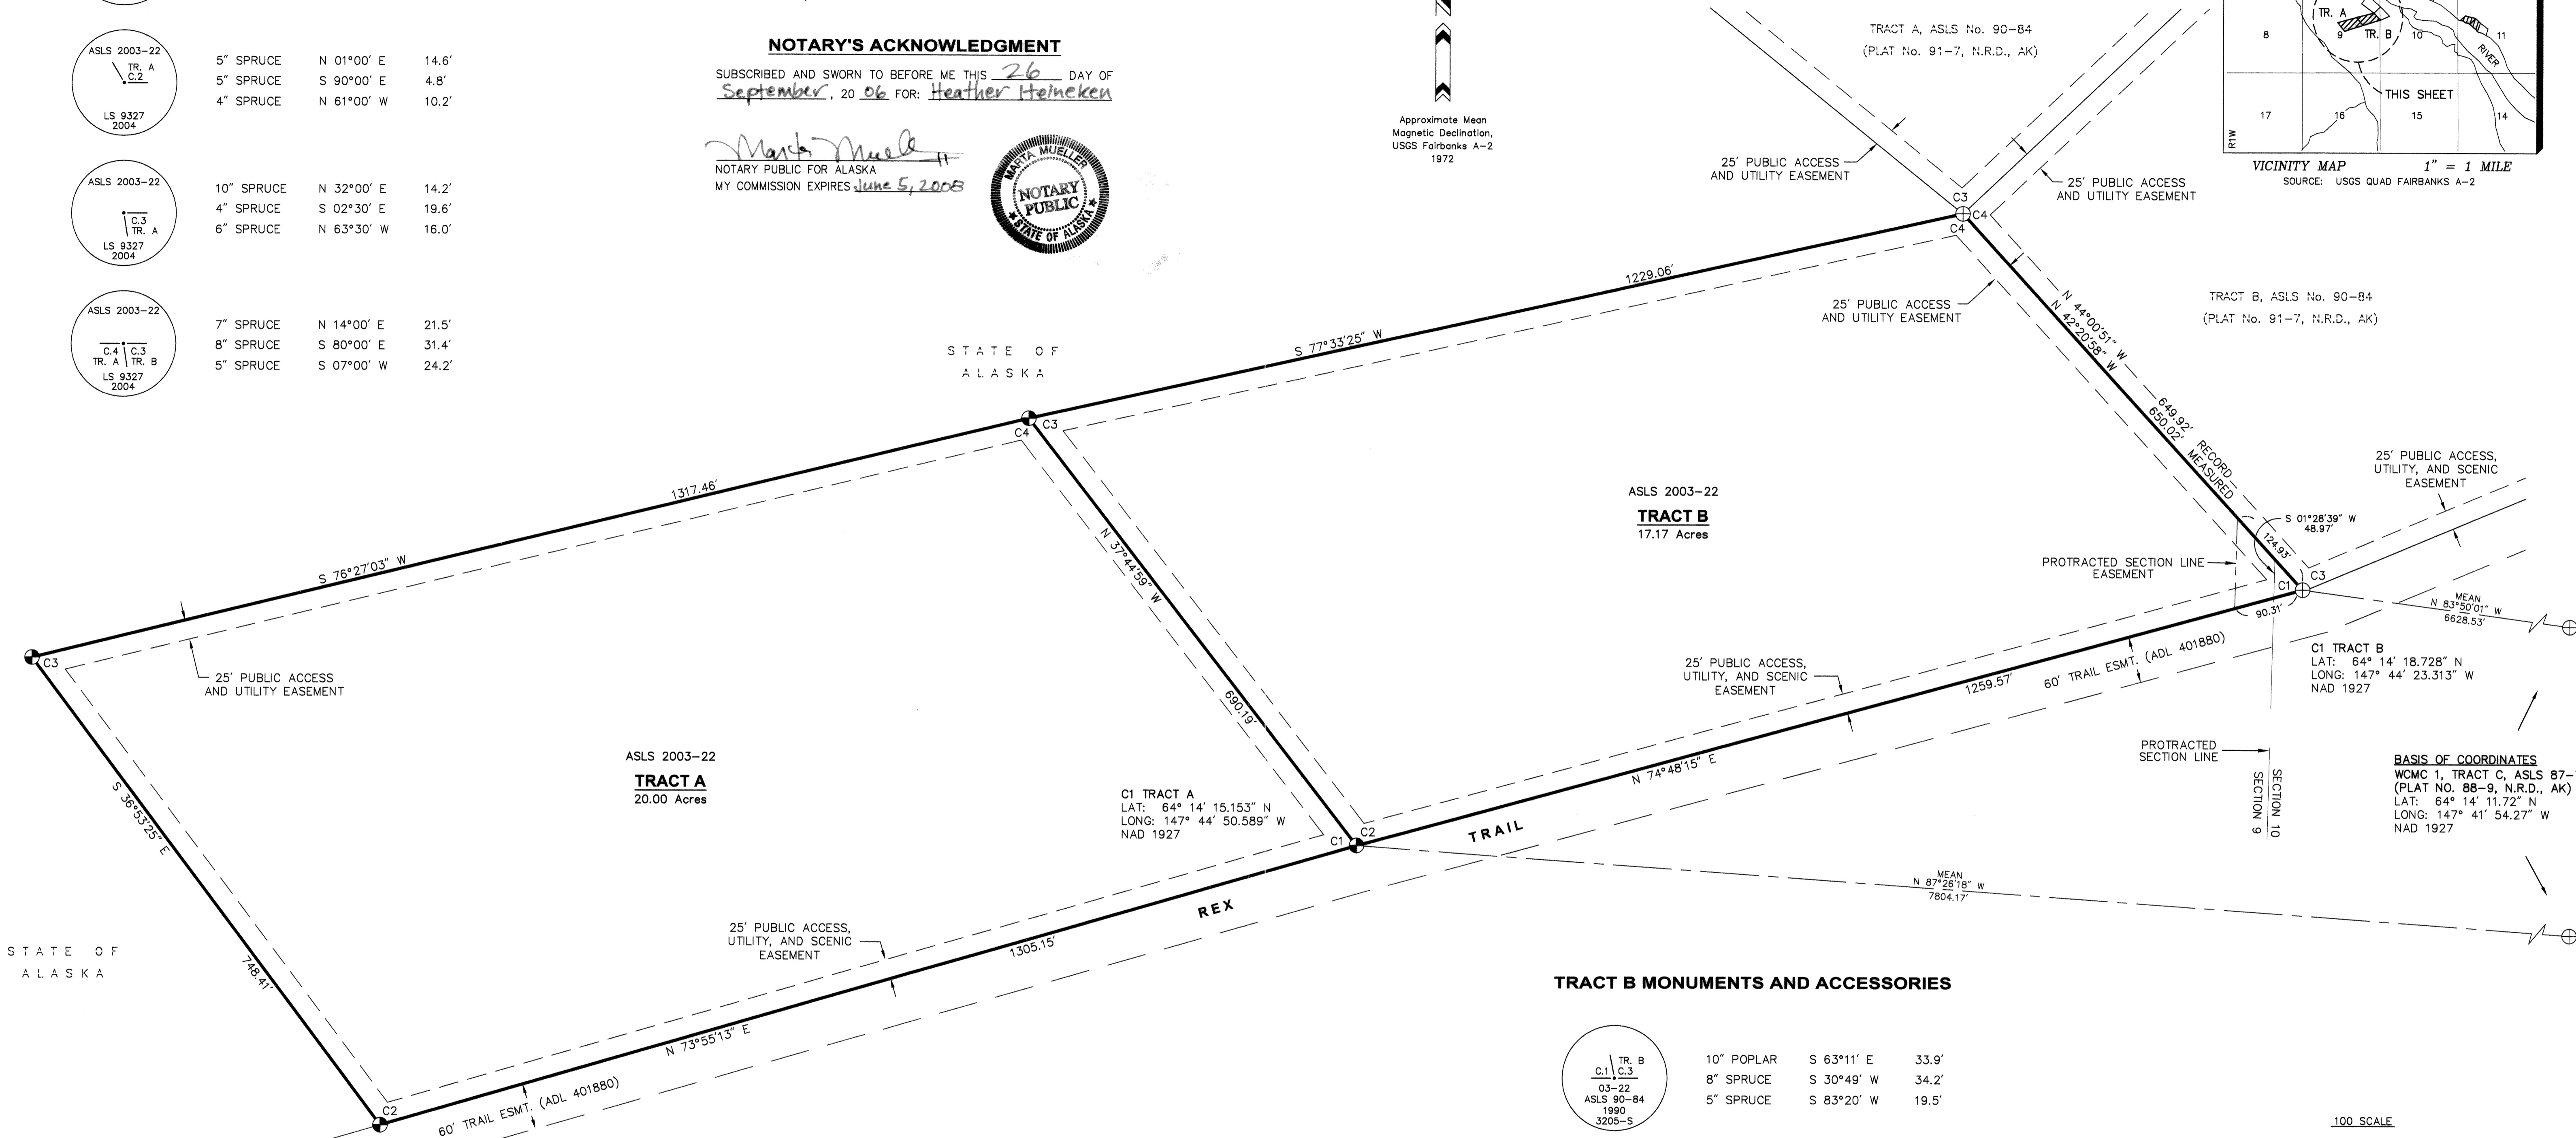 ASLS 2003-22
TR. A
C.2
LS 9327
2004
5" SPRUCE N 01°00' E 14.6'
5" SPRUCE S 90°00' E 4.8'
4" SPRUCE N 61°00' W 10.2'
ASLS 2003-22
C.3
TR. A
LS 9327
2004
10" SPRUCE N 32°00' E 14.2'
4" SPRUCE S 02°30' E 19.6'
6" SPRUCE N 63°30' W 16.0'
ASLS 2003-22
C.4 C.3
TR. A TR. B
LS 9327
2004
7" SPRUCE N 14°00' E 21.5'
8" SPRUCE S 80°00' E 31.4'
5" SPRUCE S 07°00' W 24.2'
NOTARY'S ACKNOWLEDGMENT
SUBSCRIBED AND SWORN TO BEFORE ME THIS 26 DAY OF
September, 20 06 FOR: Heather Heineken
NOTARY PUBLIC FOR ALASKA
MY COMMISSION EXPIRES June 5, 2008
MARTA MUELLER
NOTARY
PUBLIC
STATE OF ALASKA
Approximate Mean
Magnetic Declination,
USGS Fairbanks A-2
1972
TRACT A, ASLS No. 90-84
(PLAT No. 91-7, N.R.D., AK)
25' PUBLIC ACCESS
AND UTILITY EASEMENT
25' PUBLIC ACCESS
AND UTILITY EASEMENT
TR. A
8 9 TR. B 10 11
RIVER
THIS SHEET
17 16 15 14
R1W
VICINITY MAP 1" = 1 MILE
SOURCE: USGS QUAD FAIRBANKS A-2
C3
C4
C4
1229.06'
S 77°33'25" W
25' PUBLIC ACCESS
AND UTILITY EASEMENT
N 44°00'51" W
N 42°20'58" W
649.92' RECORD
650.02' MEASURED
TRACT B, ASLS No. 90-84
(PLAT No. 91-7, N.R.D., AK)
STATE OF
ALASKA
C4 C3
1317.46'
S 76°27'03" W
ASLS 2003-22
TRACT B
17.17 Acres
N 37°44'59" W
690.19'
25' PUBLIC ACCESS,
UTILITY, AND SCENIC
EASEMENT
S 01°28'39" W
48.97'
124.93'
PROTRACTED SECTION LINE
EASEMENT
C1
C3
90.31'
MEAN
N 83°50'01" W
6628.53'
C1 TRACT B
LAT: 64° 14' 18.728" N
LONG: 147° 44' 23.313" W
NAD 1927
C3
25' PUBLIC ACCESS
AND UTILITY EASEMENT
25' PUBLIC ACCESS,
UTILITY, AND SCENIC
EASEMENT
1259.57'
60' TRAIL ESMT. (ADL 401880)
N 74°48'15" E
PROTRACTED
SECTION LINE
SECTION 9
SECTION 10
BASIS OF COORDINATES
WCMC 1, TRACT C, ASLS 87-
(PLAT NO. 88-9, N.R.D., AK)
LAT: 64° 14' 11.72" N
LONG: 147° 41' 54.27" W
NAD 1927
ASLS 2003-22
TRACT A
20.00 Acres
S 36°53'25" E
748.41'
C1 TRACT A
LAT: 64° 14' 15.153" N
LONG: 147° 44' 50.589" W
NAD 1927
C1
C2
REX TRAIL
MEAN
N 87°26'18" W
7804.17'
STATE OF
ALASKA
25' PUBLIC ACCESS,
UTILITY, AND SCENIC
EASEMENT
1305.15'
N 73°55'13" E
C2
60' TRAIL ESMT. (ADL 401880)
TRACT B MONUMENTS AND ACCESSORIES
TR. B
C.1 C.3
03-22
ASLS 90-84
1990
3205-S
10" POPLAR S 63°11' E 33.9'
8" SPRUCE S 30°49' W 34.2'
5" SPRUCE S 83°20' W 19.5'
100 SCALE